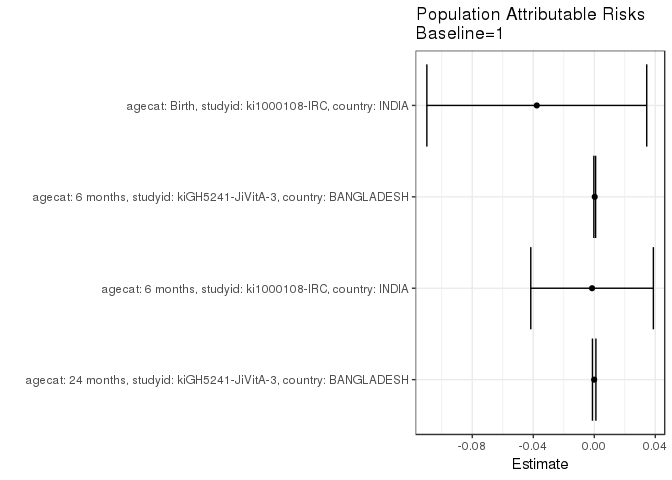 Population Attributable Risks
Baseline=1
agecat: Birth, studyid: ki1000108-IRC, country: INDIA
agecat: 6 months, studyid: kiGH5241-JiVitA-3, country: BANGLADESH
agecat: 6 months, studyid: ki1000108-IRC, country: INDIA
agecat: 24 months, studyid: kiGH5241-JiVitA-3, country: BANGLADESH
-0.08 -0.04 0.00 0.04
Estimate